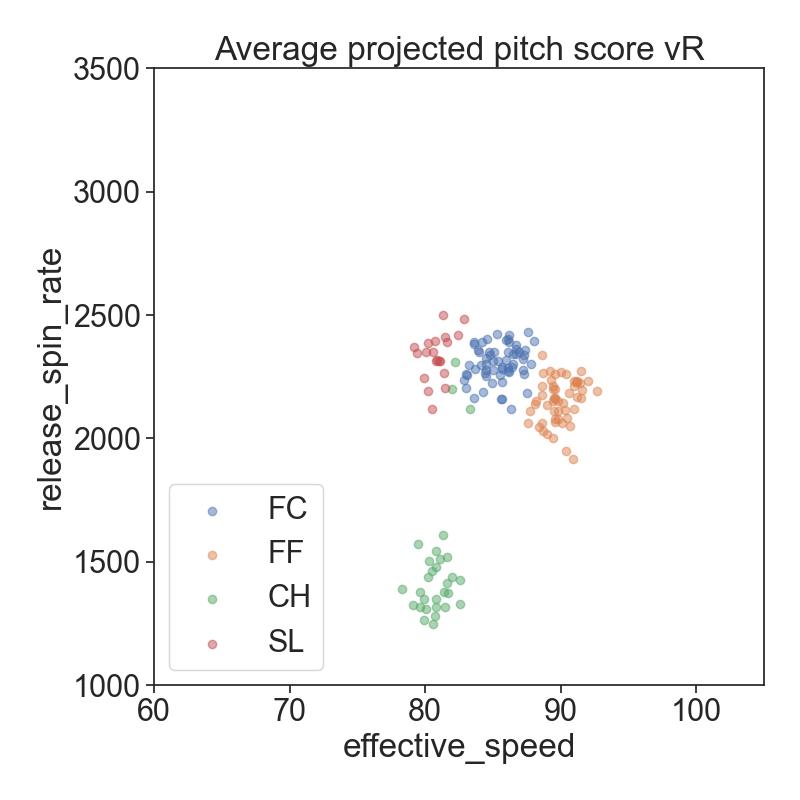 Average projected pitch score vR
3500
3000
2500
2000
1500
1000
release_spin_rate
FC
FF
CH
SL
60
70
80
90
100
effective_speed